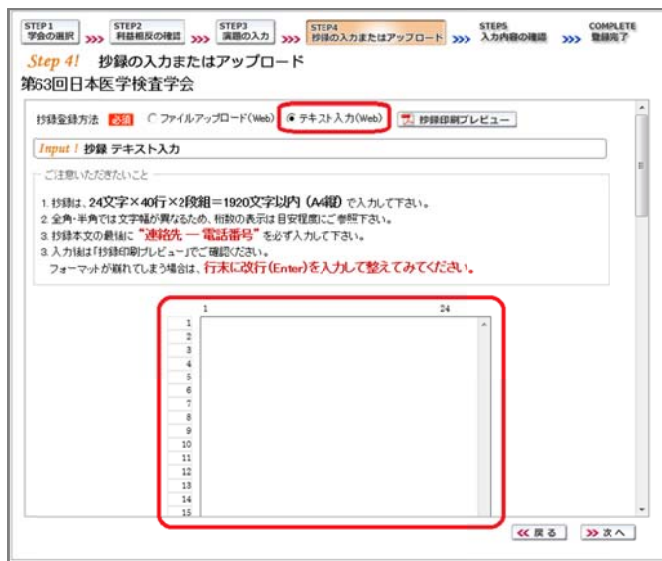 STEP1 STEP2 STEP3 STEP4 STEP5 COMPLETE
学会の選択 >>> 利益相反の確認 >>> 演題の入力 >>> 抄録の入力またはアップロード >>> 入力内容の確認 >>> 登録完了
Step 4! 抄録の入力またはアップロード
第63回日本医学検査学会
抄録登録方法 必須 ファイルアップロード(Web) テキスト入力(Web) 抄録印刷プレビュー
Input! 抄録 テキスト入力
ご注意いただきたいこと
1. 抄録は、24文字×40行×2段組=1920文字以内 (A4縦) で入力して下さい。
2. 全角・半角では文字幅が異なるため、桁数の表示は目安程度にご参照下さい。
3. 抄録本文の最後に "連絡先 ― 電話番号" を必ず入力して下さい。
3. 入力後は「抄録印刷プレビュー」でご確認ください。
フォーマットが崩れてしまう場合は、行末に改行(Enter)を入力して整えてみてください。
1 24
1
2
3
4
5
6
7
8
9
10
11
12
13
14
15
<< 戻る >> 次へ